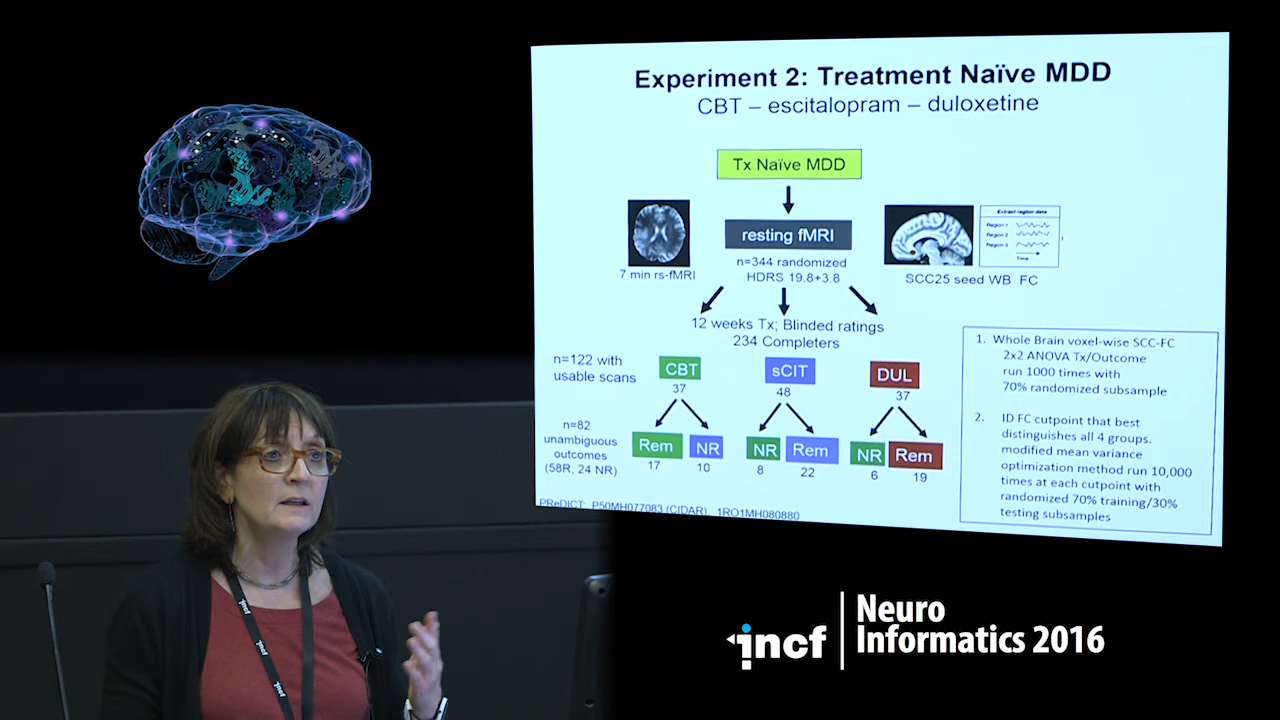 Experiment 2: Treatment Naïve MDD
CBT – escitalopram – duloxetine
Tx Naïve MDD
resting fMRI
n=344 randomized
HDRS 19.8+3.8
7 min rs-fMRI
Extract region data
Region 1
Region 2
Region 3
Time
SCC25 seed WB FC
12 weeks Tx; Blinded ratings
234 Completers
n=122 with
usable scans
CBT
37
sCIT
48
DUL
37
n=82
unambiguous
outcomes
(58R, 24 NR)
Rem
17
NR
10
NR
8
Rem
22
NR
6
Rem
19
1. Whole Brain voxel-wise SCC-FC
2x2 ANOVA Tx/Outcome
run 1000 times with
70% randomized subsample
2. ID FC cutpoint that best
distinguishes all 4 groups.
modified mean variance
optimization method run 10,000
times at each cutpoint with
randomized 70% training/30%
testing subsamples
PReDICT: P50MH077083 (CIDAR), 1RO1MH080880
incf
Neuro
Informatics 2016